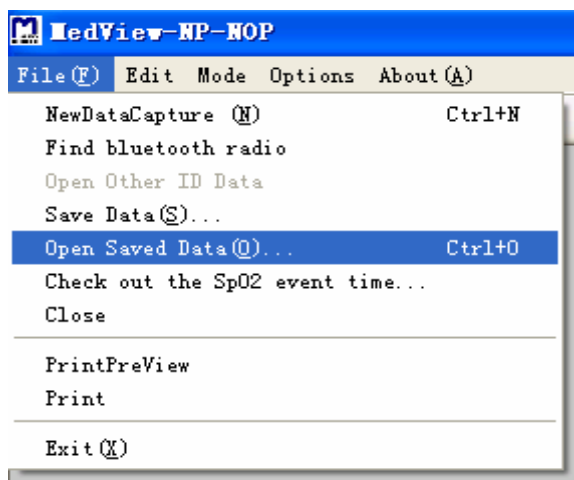 MedView-NP-NOP
File(F) Edit Mode Options About(A)
NewDataCapture (N) Ctrl+N
Find bluetooth radio
Open Other ID Data
Save Data(S)...
Open Saved Data(O)... Ctrl+O
Check out the SpO2 event time...
Close
PrintPreView
Print
Exit(X)